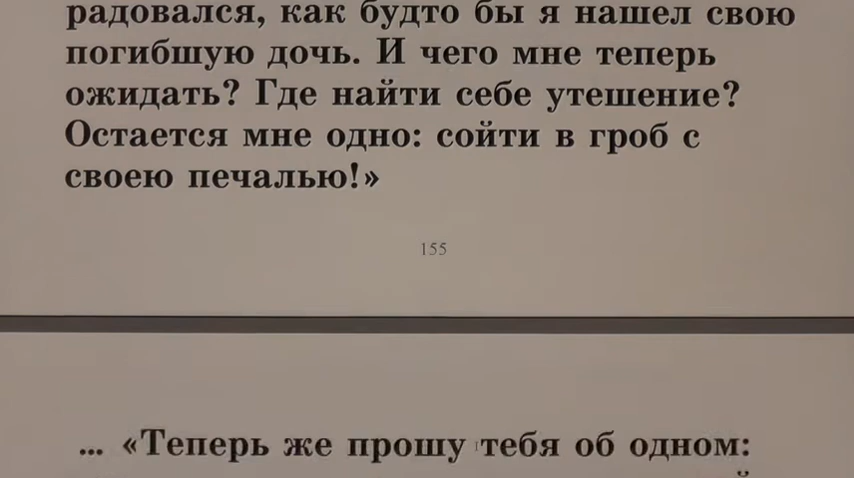 радовался, как будто бы я нашел свою
погибшую дочь. И чего мне теперь
ожидать? Где найти себе утешение?
Остается мне одно: сойти в гроб с
своею печалью!»
155
... «Теперь же прошу тебя об одном: